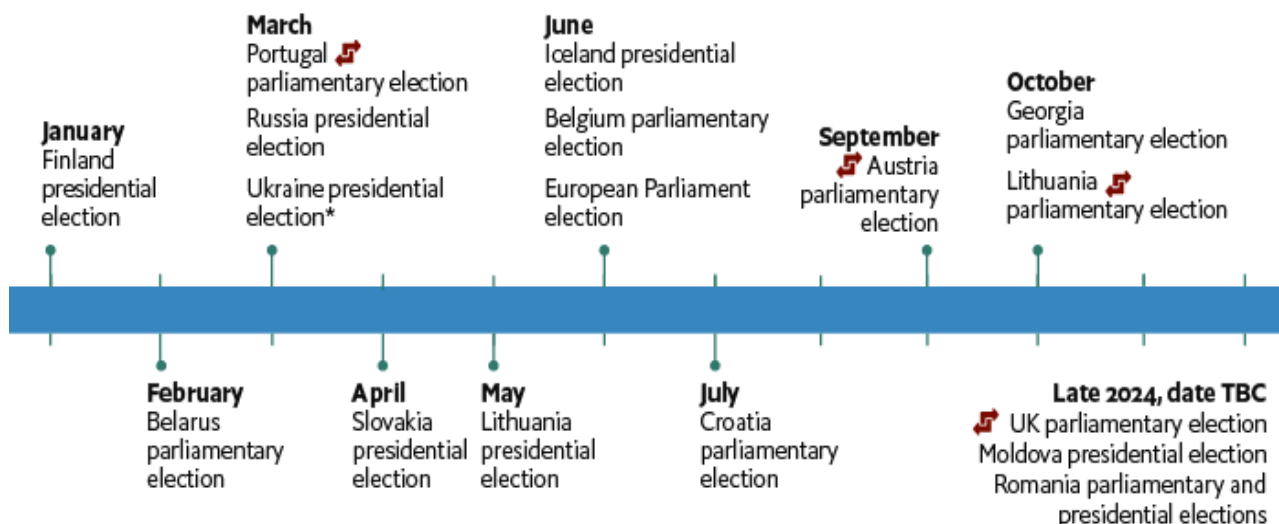 January
Finland
presidential
election
February
Belarus
parliamentary
election
March
Portugal
parliamentary election
Russia presidential
election
Ukraine presidential
election*
April
Slovakia
presidential
election
May
Lithuania
presidential
election
June
Iceland presidential
election
Belgium parliamentary
election
European Parliament
election
July
Croatia
parliamentary
election
September
Austria
parliamentary
election
October
Georgia
parliamentary election
Lithuania
parliamentary election
Late 2024, date TBC
UK parliamentary election
Moldova presidential election
Romania parliamentary and
presidential elections